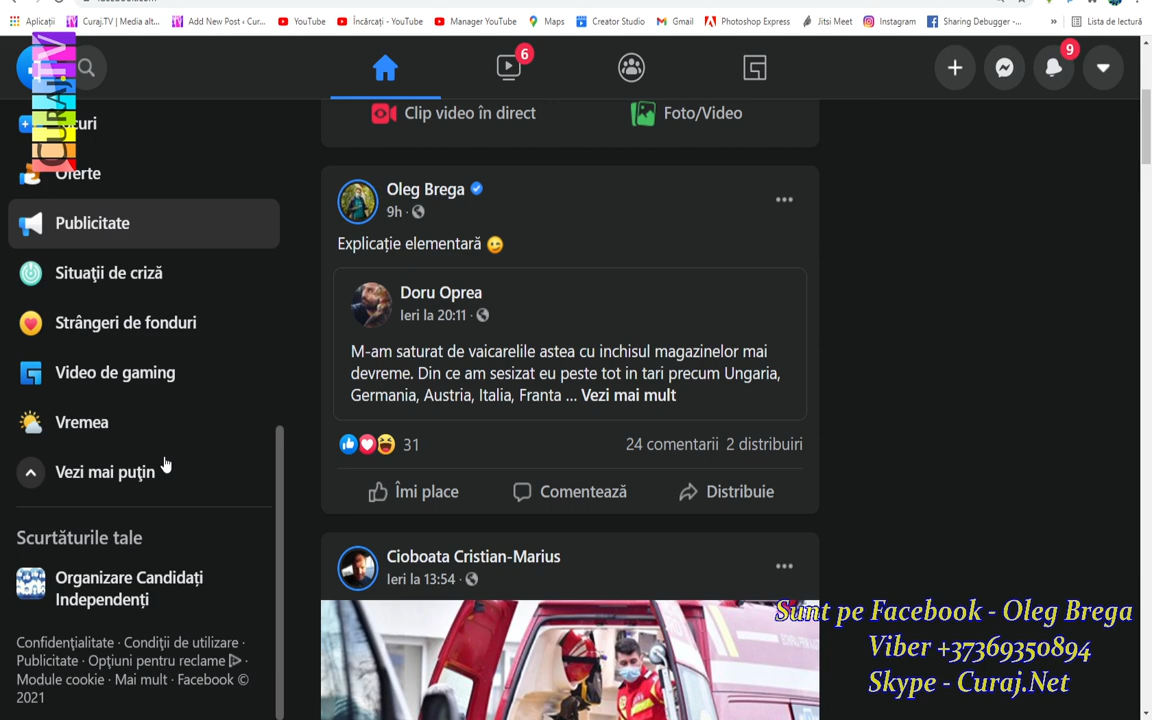 Aplicații
Curaj.TV | Media alt...
Add New Post ‹ Cur...
YouTube
Încărcați - YouTube
Manager YouTube
Maps
Creator Studio
Gmail
Photoshop Express
Jitsi Meet
Instagram
Sharing Debugger -...
»
Lista de lectură
CURAJ.TV
6
9
Clip video în direct
Foto/Video
Oferte
Publicitate
Situații de criză
Strângeri de fonduri
Video de gaming
Vremea
Vezi mai puțin
Scurtăturile tale
Organizare Candidați
Independenți
Confidențialitate · Condiții de utilizare ·
Publicitate · Opțiuni pentru reclame ·
Module cookie · Mai mult · Facebook ©
2021
Oleg Brega
9h ·
Explicație elementară
Doru Oprea
Ieri la 20:11 ·
M-am saturat de vaicarelile astea cu inchisul magazinelor mai
devreme. Din ce am sesizat eu peste tot in tari precum Ungaria,
Germania, Austria, Italia, Franta ... Vezi mai mult
31
24 comentarii 2 distribuiri
Îmi place
Comentează
Distribuie
Cioboata Cristian-Marius
Ieri la 13:54 ·
Sunt pe Facebook - Oleg Brega
Viber +37369350894
Skype - Curaj.Net